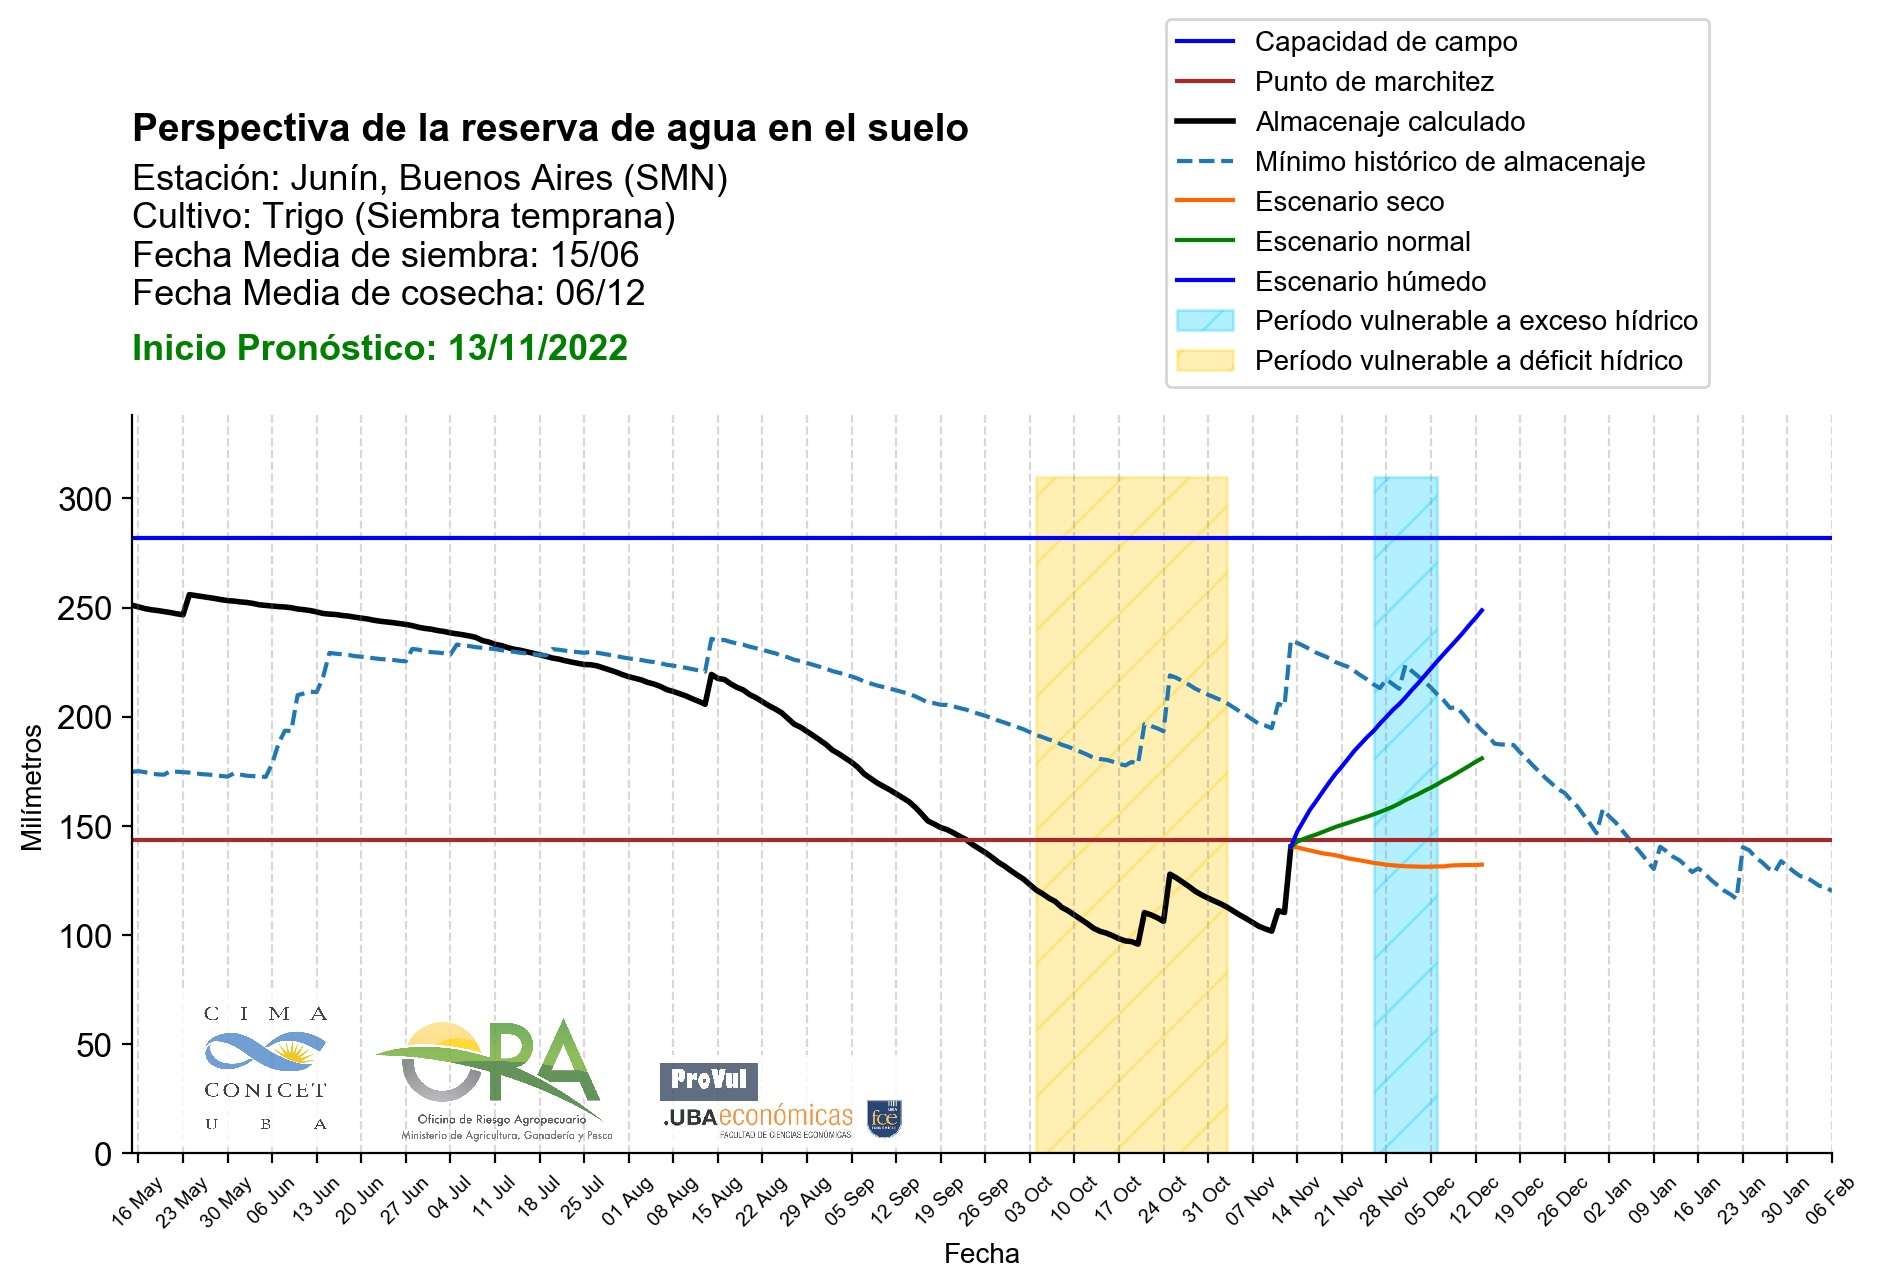 Capacidad de campo
Punto de marchitez
Almacenaje calculado
Mínimo histórico de almacenaje
Escenario seco
Escenario normal
Escenario húmedo
Período vulnerable a exceso hídrico
Período vulnerable a déficit hídrico
Perspectiva de la reserva de agua en el suelo
Estación: Junín, Buenos Aires (SMN)
Cultivo: Trigo (Siembra temprana)
Fecha Media de siembra: 15/06
Fecha Media de cosecha: 06/12
Inicio Pronóstico: 13/11/2022
Milímetros
300
250
200
150
100
50
0
CIMA
CONICET
UBA
ORA
Oficina de Riesgo Agropecuario
Ministerio de Agricultura, Ganadería y Pesca
ProVul
.UBAeconómicas
FACULTAD DE CIENCIAS ECONÓMICAS
fce
16 May
23 May
30 May
06 Jun
13 Jun
20 Jun
27 Jun
04 Jul
11 Jul
18 Jul
25 Jul
01 Aug
08 Aug
15 Aug
22 Aug
29 Aug
05 Sep
12 Sep
19 Sep
26 Sep
03 Oct
10 Oct
17 Oct
24 Oct
31 Oct
07 Nov
14 Nov
21 Nov
28 Nov
05 Dec
12 Dec
19 Dec
26 Dec
02 Jan
09 Jan
16 Jan
23 Jan
30 Jan
06 Feb
Fecha